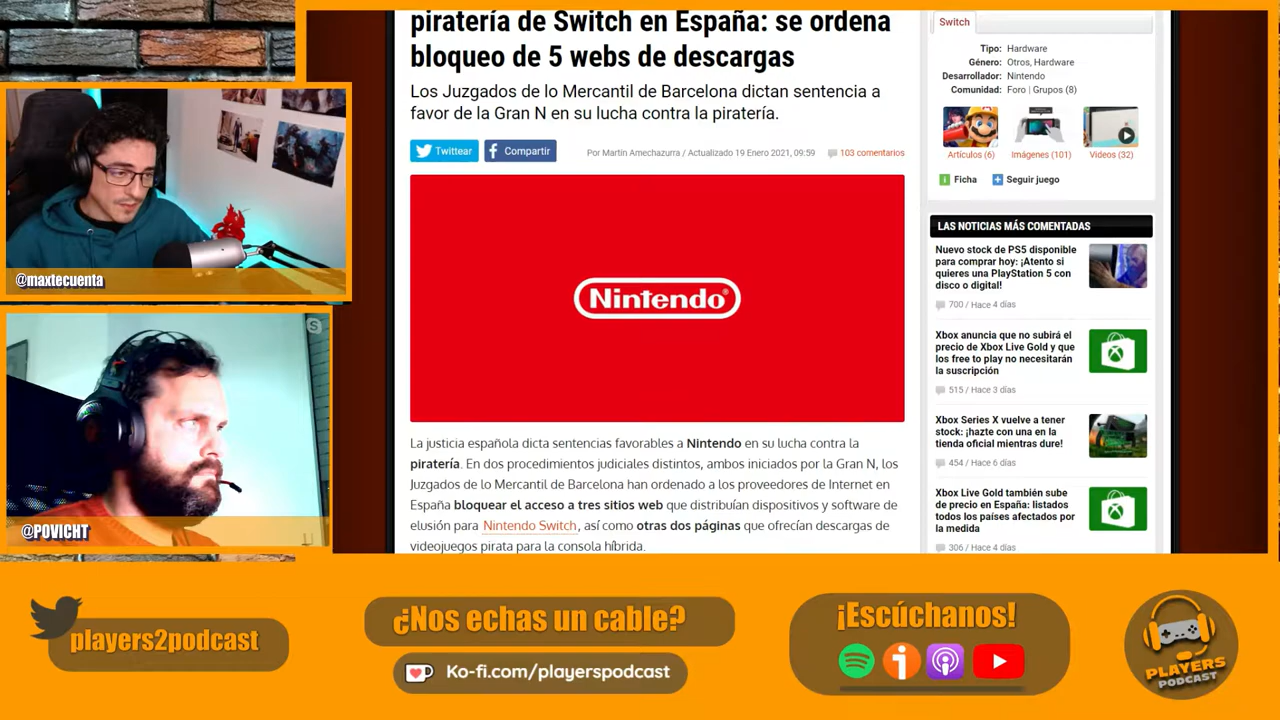 piratería de Switch en España: se ordena
bloqueo de 5 webs de descargas
Los Juzgados de lo Mercantil de Barcelona dictan sentencia a
favor de la Gran N en su lucha contra la piratería.
Twittear
Compartir
Por Martín Amechazurra / Actualizado 19 Enero 2021, 09:59
103 comentarios
Nintendo®
La justicia española dicta sentencias favorables a Nintendo en su lucha contra la
piratería. En dos procedimientos judiciales distintos, ambos iniciados por la Gran N, los
Juzgados de lo Mercantil de Barcelona han ordenado a los proveedores de Internet en
España bloquear el acceso a tres sitios web que distribuían dispositivos y software de
elusión para Nintendo Switch, así como otras dos páginas que ofrecían descargas de
videojuegos pirata para la consola híbrida.
Switch
Tipo: Hardware
Género: Otros, Hardware
Desarrollador: Nintendo
Comunidad: Foro | Grupos (8)
Artículos (6)
Imágenes (101)
Vídeos (32)
Ficha
Seguir juego
LAS NOTICIAS MÁS COMENTADAS
Nuevo stock de PS5 disponible
para comprar hoy: ¡Atento si
quieres una PlayStation 5 con
disco o digital!
700 / Hace 4 días
Xbox anuncia que no subirá el
precio de Xbox Live Gold y que
los free to play no necesitarán
la suscripción
515 / Hace 3 días
Xbox Series X vuelve a tener
stock: ¡hazte con una en la
tienda oficial mientras dure!
454 / Hace 6 días
Xbox Live Gold también sube
de precio en España: listados
todos los países afectados por
la medida
306 / Hace 4 días
@maxtecuenta
@POVICHT
players2podcast
¿Nos echas un cable?
Ko-fi.com/playerspodcast
¡Escúchanos!
PLAYERS
PODCAST